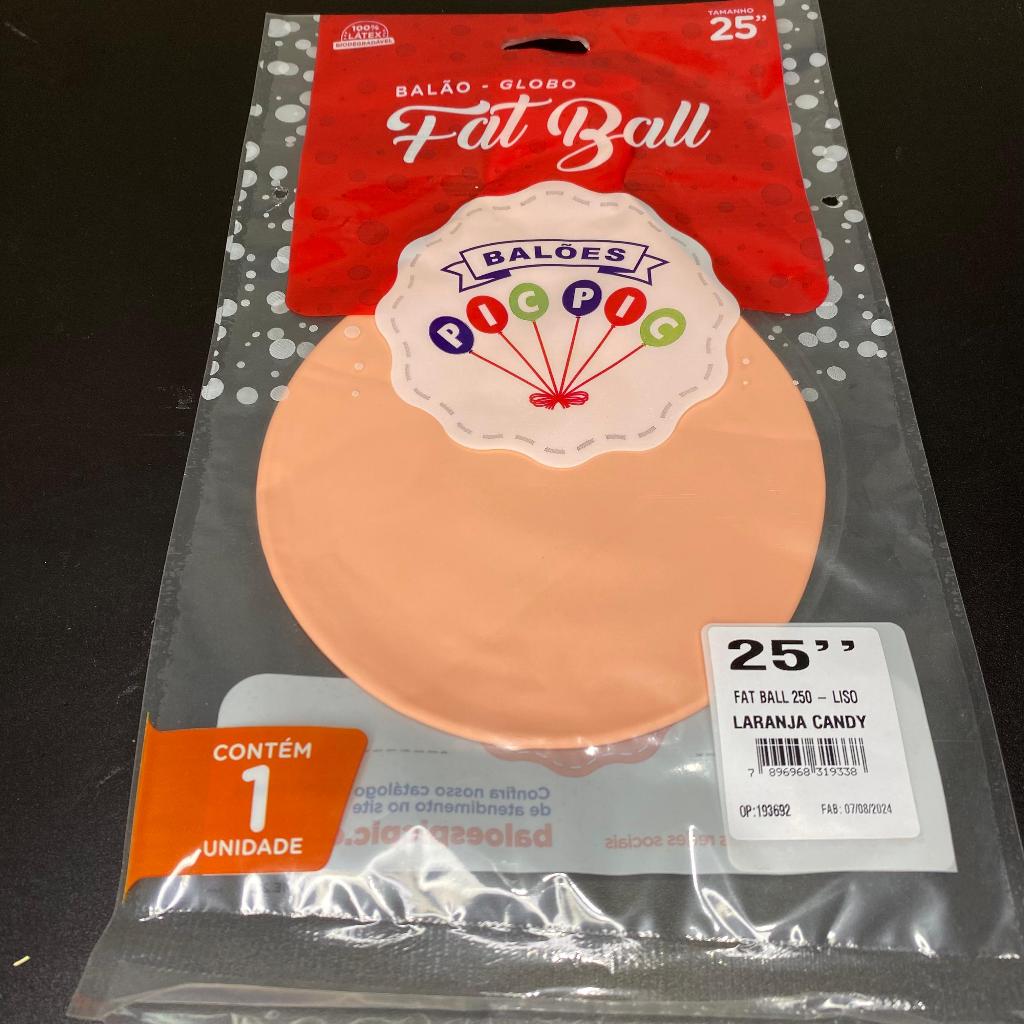 100%
LÁTEX
BIODEGRADÁVEL
TAMANHO
25”
BALÃO - GLOBO
Fat Ball
BALÕES
PIC PIC
25’’
FAT BALL 250 – LISO
LARANJA CANDY
7 896968 319338
OP:193692 FAB: 07/08/2024
CONTÉM
1
UNIDADE
Confira nosso catálogo
de atendimento no site
baloespicpic.
sociais